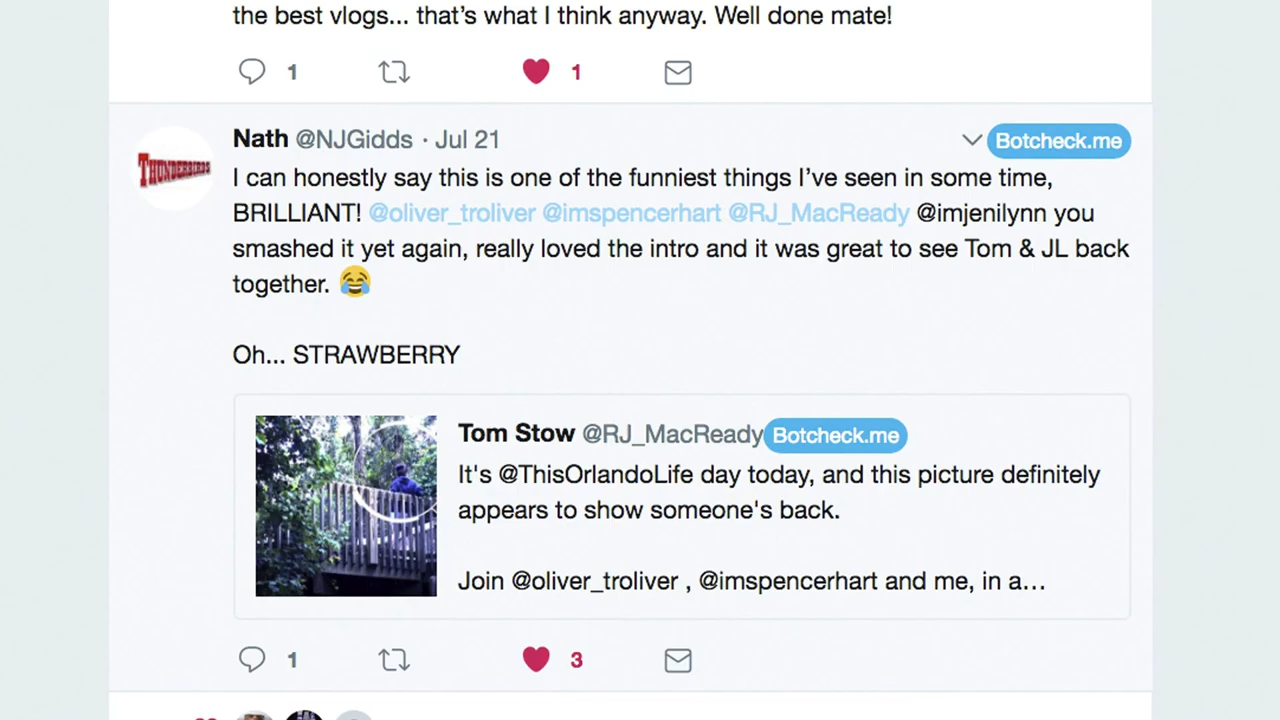 the best vlogs... that’s what I think anyway. Well done mate!
1 1
Nath @NJGidds · Jul 21 Botcheck.me
THUNDERBIRDS
I can honestly say this is one of the funniest things I’ve seen in some time,
BRILLIANT! @oliver_troliver @imspencerhart @RJ_MacReady @imjenilynn you
smashed it yet again, really loved the intro and it was great to see Tom & JL back
together. 😂
Oh... STRAWBERRY
Tom Stow @RJ_MacReady Botcheck.me
It's @ThisOrlandoLife day today, and this picture definitely
appears to show someone's back.
Join @oliver_troliver , @imspencerhart and me, in a…
1 3